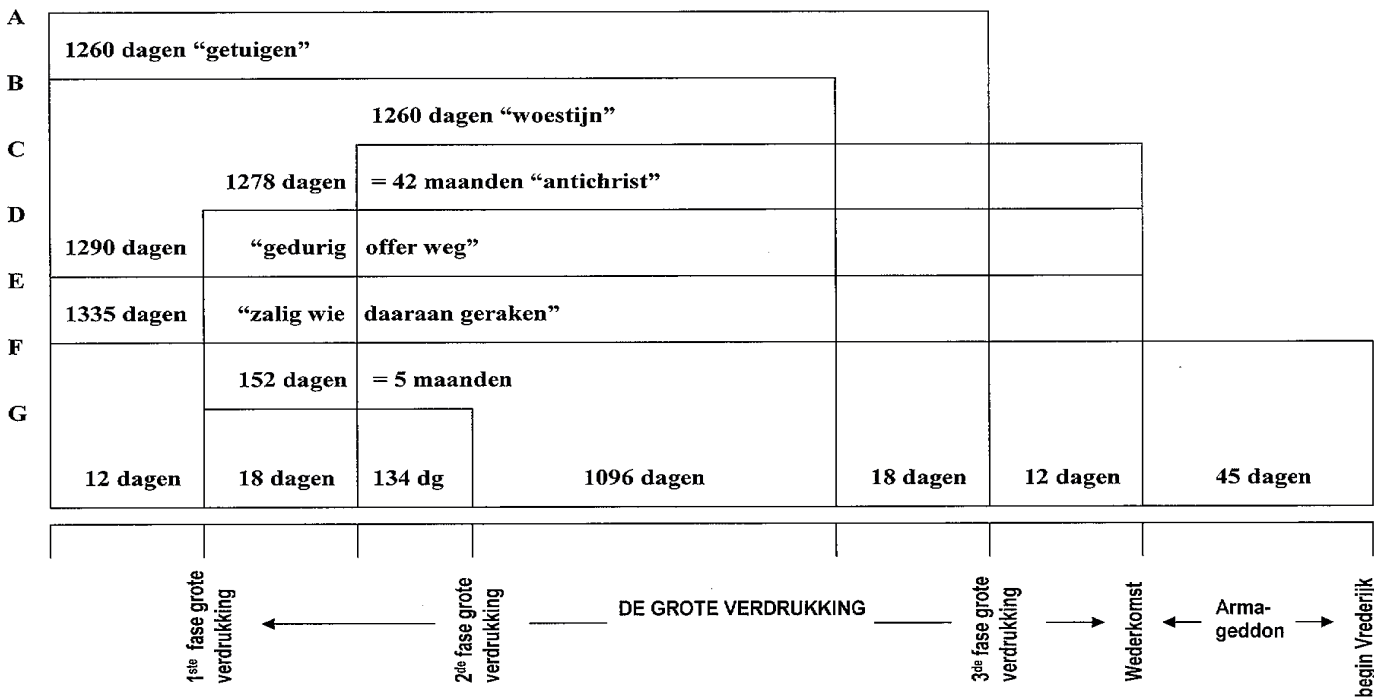 A
1260 dagen “getuigen”
B
1260 dagen “woestijn”
C
1278 dagen = 42 maanden “antichrist”
D
1290 dagen “gedurig offer weg”
E
1335 dagen “zalig wie daaraan geraken”
F
152 dagen = 5 maanden
G
12 dagen 18 dagen 134 dg 1096 dagen 18 dagen 12 dagen 45 dagen
1ste fase grote
verdrukking
2de fase grote
verdrukking
DE GROTE VERDRUKKING
3de fase grote
verdrukking
Wederkomst
Arma-
geddon
begin Vrederijk